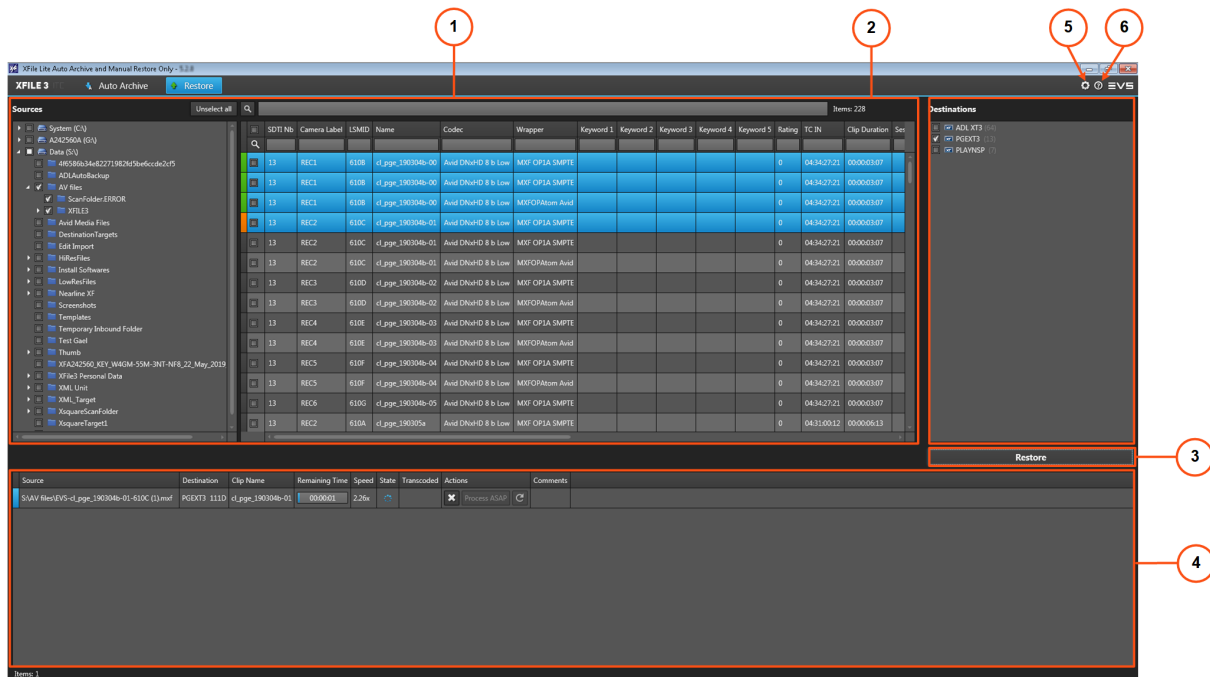 1
2
5
6
XFile Lite Auto Archive and Manual Restore Only - 5.2.8
XFILE 3
Auto Archive
Restore
EVS
Sources
Unselect all
Items: 228
Destinations
System (C:\)
A242560A (G:\)
Data (S:\)
4f6586b34e82271982fd5be6ccde2cf5
ADLAutoBackup
AV files
ScanFolder.ERROR
XFILE3
Avid Media Files
DestinationTargets
Edit Import
HiResFiles
Install Softwares
LowResFiles
Nearline XF
Screenshots
Templates
Temporary Inbound Folder
Test Gael
Thumb
XFA242560_KEY_W4GM-55M-3NT-NF8_22_May_2019
XFile3 Personal Data
XML Unit
XML_Target
XsquareScanFolder
XsquareTarget1
SDTI Nb Camera Label LSMID Name Codec Wrapper Keyword 1 Keyword 2 Keyword 3 Keyword 4 Keyword 5 Rating TC IN Clip Duration Ses
13 REC1 610B cl_pge_190304b-00 Avid DNxHD 8 b Low MXF OP1A SMPTE 0 04:34:27:21 00:00:03:07
13 REC1 610B cl_pge_190304b-00 Avid DNxHD 8 b Low MXF OP1A SMPTE 0 04:34:27:21 00:00:03:07
13 REC1 610B cl_pge_190304b-00 Avid DNxHD 8 b Low MXFOPAtom Avid 0 04:34:27:21 00:00:03:07
13 REC2 610C cl_pge_190304b-01 Avid DNxHD 8 b Low MXF OP1A SMPTE 0 04:34:27:21 00:00:03:07
13 REC2 610C cl_pge_190304b-01 Avid DNxHD 8 b Low MXF OP1A SMPTE 0 04:34:27:21 00:00:03:07
13 REC2 610C cl_pge_190304b-01 Avid DNxHD 8 b Low MXFOPAtom Avid 0 04:34:27:21 00:00:03:07
13 REC3 610D cl_pge_190304b-02 Avid DNxHD 8 b Low MXF OP1A SMPTE 0 04:34:27:21 00:00:03:07
13 REC3 610D cl_pge_190304b-02 Avid DNxHD 8 b Low MXFOPAtom Avid 0 04:34:27:21 00:00:03:07
13 REC4 610E cl_pge_190304b-03 Avid DNxHD 8 b Low MXF OP1A SMPTE 0 04:34:27:21 00:00:03:07
13 REC4 610E cl_pge_190304b-03 Avid DNxHD 8 b Low MXFOPAtom Avid 0 04:34:27:21 00:00:03:07
13 REC5 610F cl_pge_190304b-04 Avid DNxHD 8 b Low MXF OP1A SMPTE 0 04:34:27:21 00:00:03:07
13 REC5 610F cl_pge_190304b-04 Avid DNxHD 8 b Low MXFOPAtom Avid 0 04:34:27:21 00:00:03:07
13 REC6 610G cl_pge_190304b-05 Avid DNxHD 8 b Low MXF OP1A SMPTE 0 04:34:27:21 00:00:03:07
13 REC2 610A cl_pge_190305a Avid DNxHD 8 b Low MXF OP1A SMPTE 0 04:31:00:12 00:00:06:13
ADL XT3 (64)
PGEXT3 (13)
PLAYNSP (7)
Restore
3
Source Destination Clip Name Remaining Time Speed State Transcoded Actions Comments
S:\AV files\EVS-cl_pge_190304b-01-610C (1).mxf PGEXT3 111D cl_pge_190304b-01 00:00:01 2.26x Process ASAP
4
Items: 1